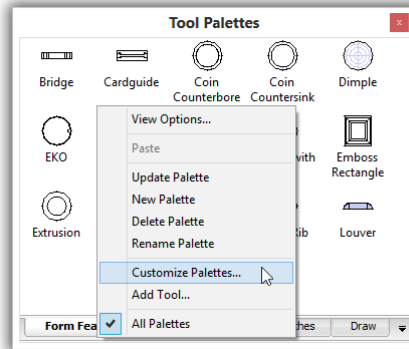 Tool Palettes
x
Bridge Cardguide Coin Coin Dimple
Counterbore Countersink
View Options...
Paste
EKO with Emboss
Rectangle
Update Palette
New Palette
Delete Palette
Extrusion Rib Louver
Rename Palette
Customize Palettes...
Add Tool...
All Palettes
Form Fea hes Draw